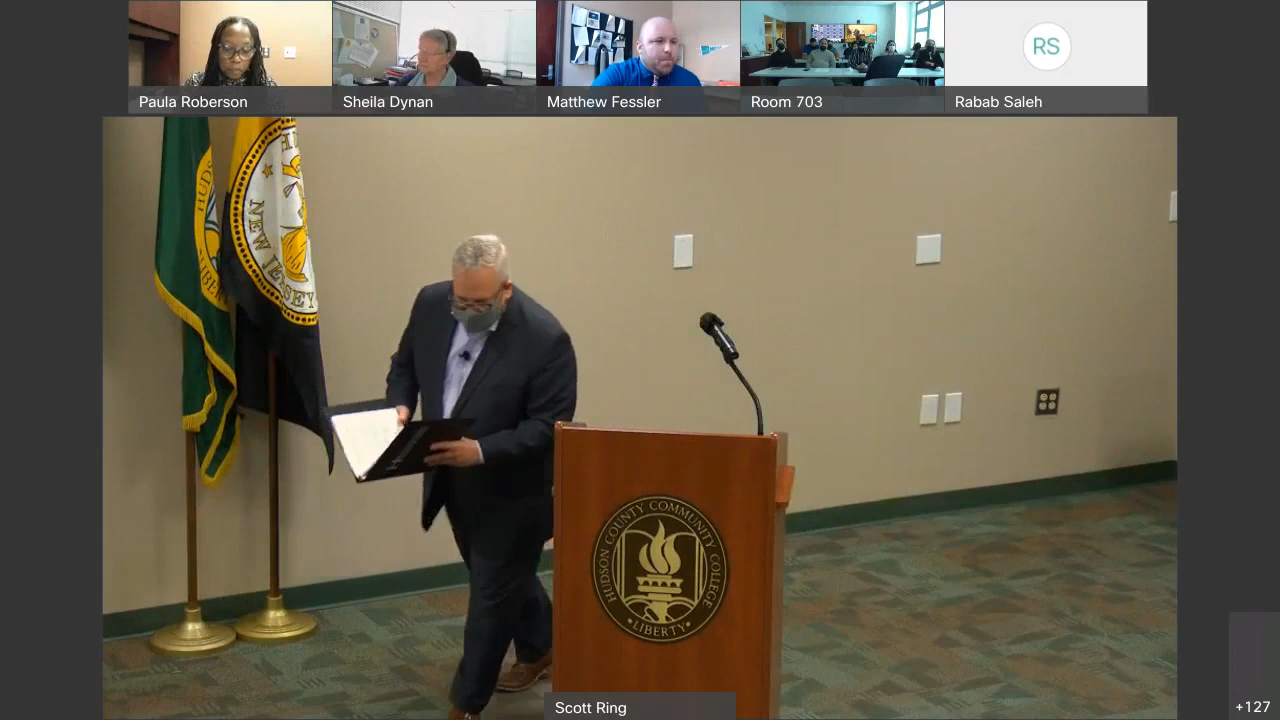 Paula Roberson
Sheila Dynan
Matthew Fessler
Room 703
RS
Rabab Saleh
HUDS
NEW JERSEY
HUDSON COUNTY COMMUNITY COLLEGE
• LIBERTY •
Scott Ring
+127